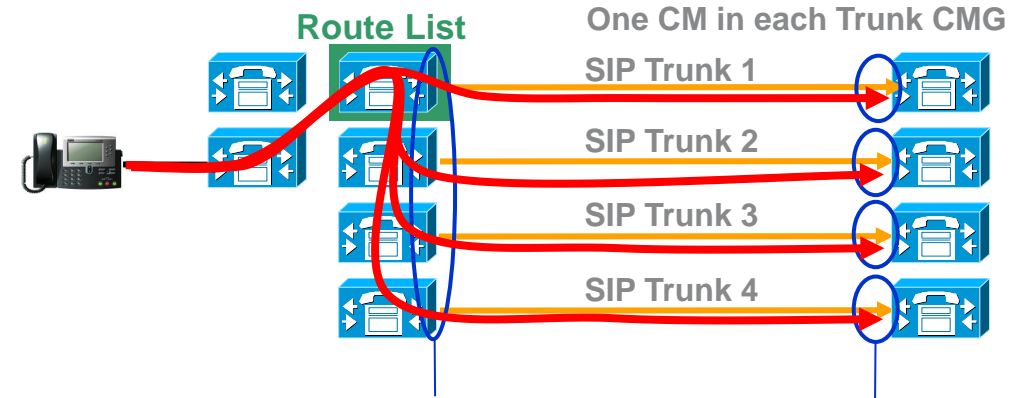 Route List
One CM in each Trunk CMG
SIP Trunk 1
SIP Trunk 2
SIP Trunk 3
SIP Trunk 4